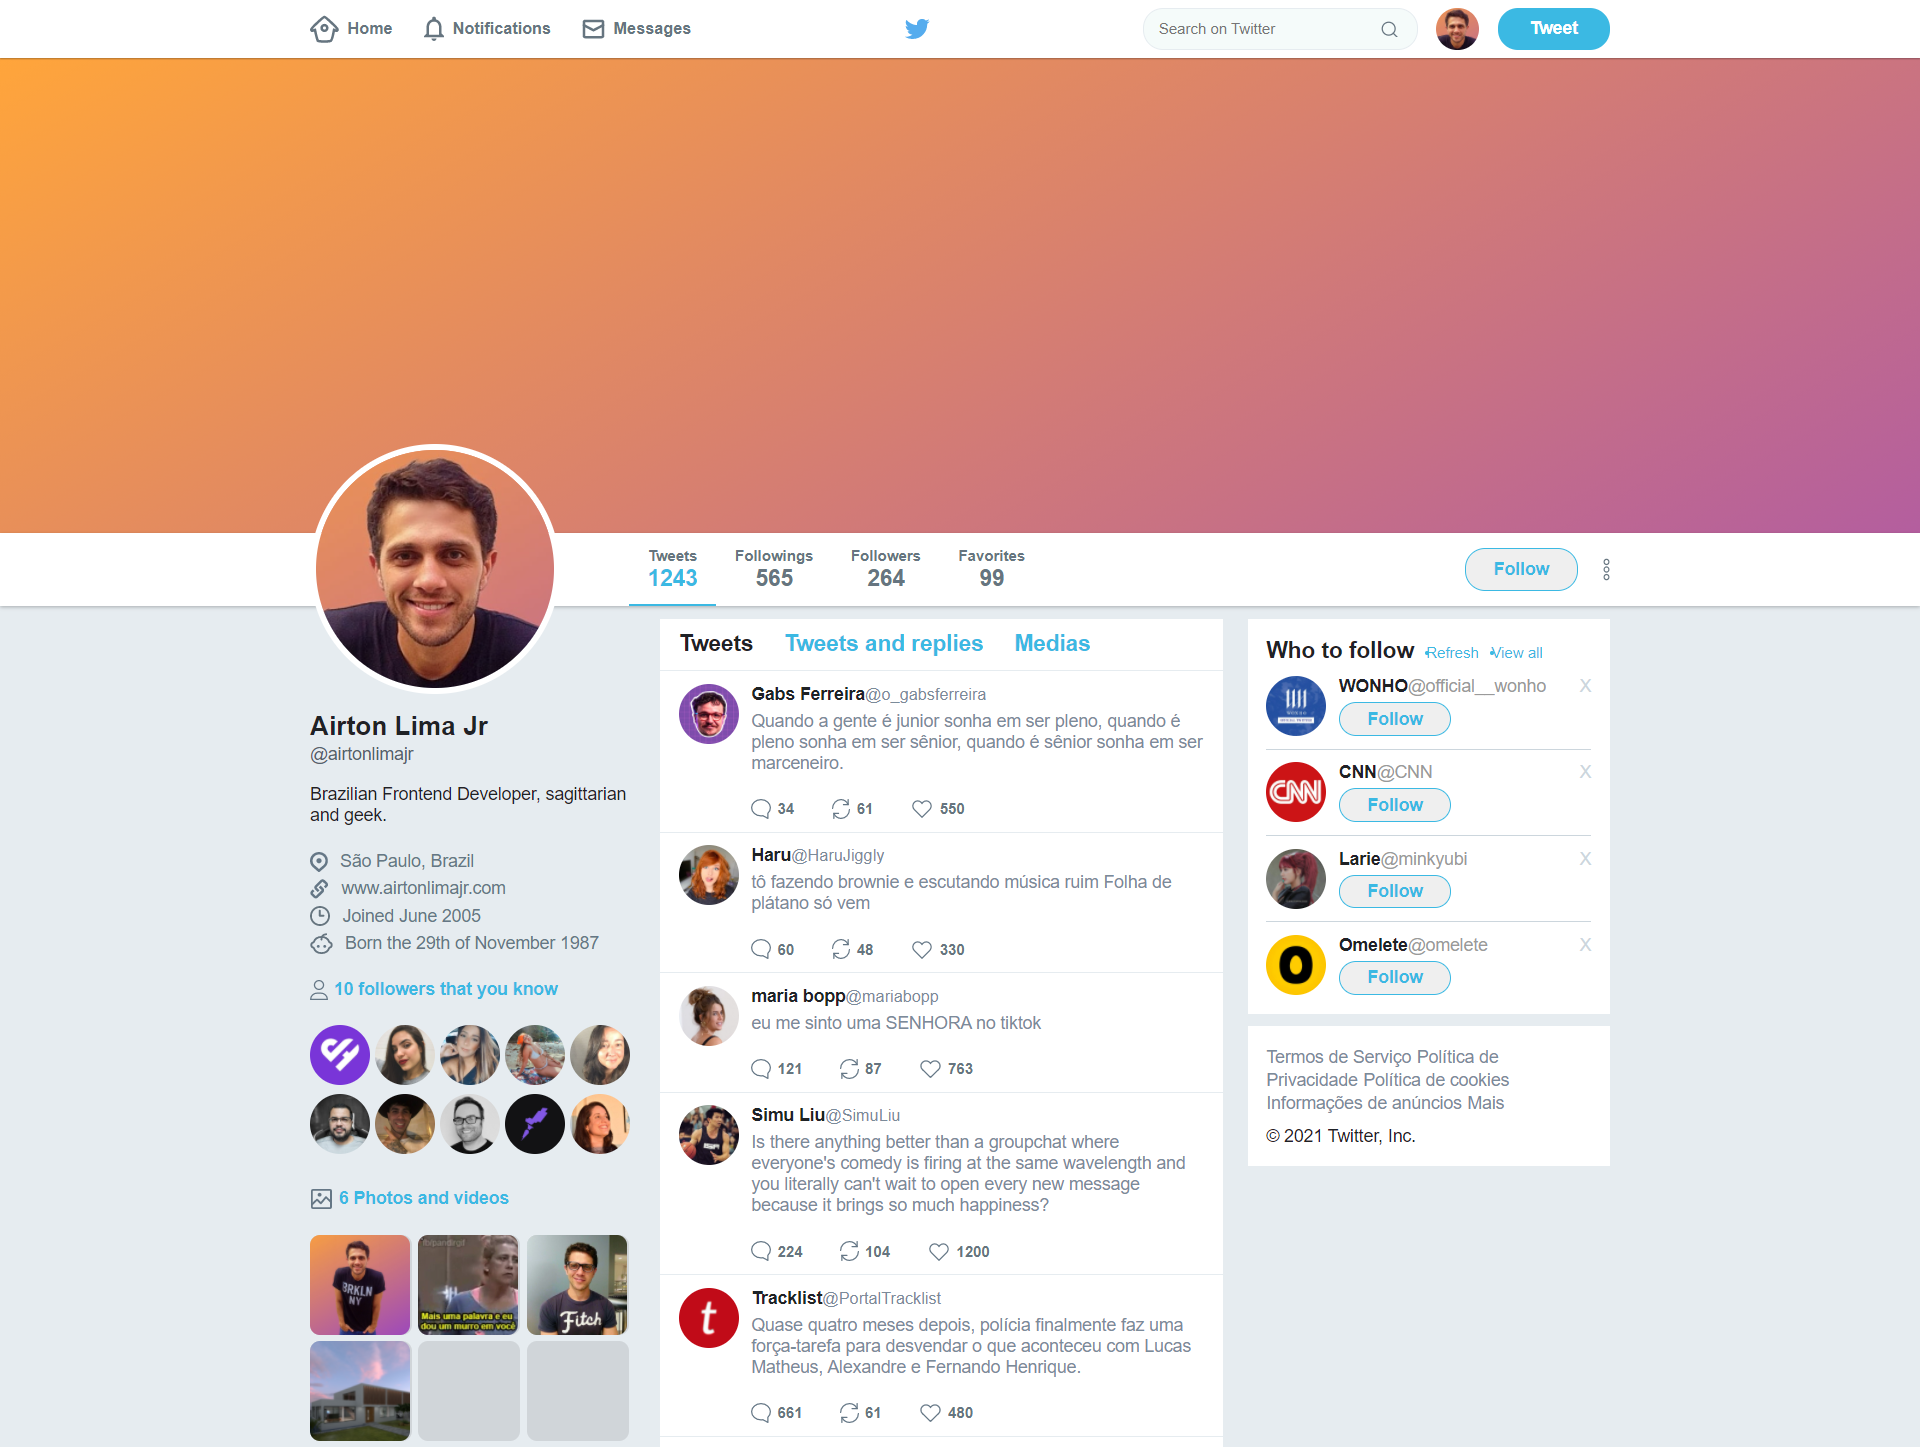 Home
Notifications
Messages
Search on Twitter
Tweet
Tweets
1243
Followings
565
Followers
264
Favorites
99
Follow
Airton Lima Jr
@airtonlimajr
Brazilian Frontend Developer, sagittarian
and geek.
São Paulo, Brazil
www.airtonlimajr.com
Joined June 2005
Born the 29th of November 1987
10 followers that you know
6 Photos and videos
BRKLN
NY
Mais uma palavra e eu
dou um murro em você
Fitch
Tweets Tweets and replies Medias
Gabs Ferreira@o_gabsferreira
Quando a gente é junior sonha em ser pleno, quando é
pleno sonha em ser sênior, quando é sênior sonha em ser
marceneiro.
34 61 550
Haru@HaruJiggly
tô fazendo brownie e escutando música ruim Folha de
plátano só vem
60 48 330
maria bopp@mariabopp
eu me sinto uma SENHORA no tiktok
121 87 763
Simu Liu@SimuLiu
Is there anything better than a groupchat where
everyone's comedy is firing at the same wavelength and
you literally can't wait to open every new message
because it brings so much happiness?
224 104 1200
t
Tracklist@PortalTracklist
Quase quatro meses depois, polícia finalmente faz uma
força-tarefa para desvendar o que aconteceu com Lucas
Matheus, Alexandre e Fernando Henrique.
661 61 480
Who to follow •Refresh •View all
WONHO@official__wonho X
Follow
CNN
CNN@CNN X
Follow
Larie@minkyubi X
Follow
O
Omelete@omelete X
Follow
Termos de Serviço Política de
Privacidade Política de cookies
Informações de anúncios Mais
© 2021 Twitter, Inc.